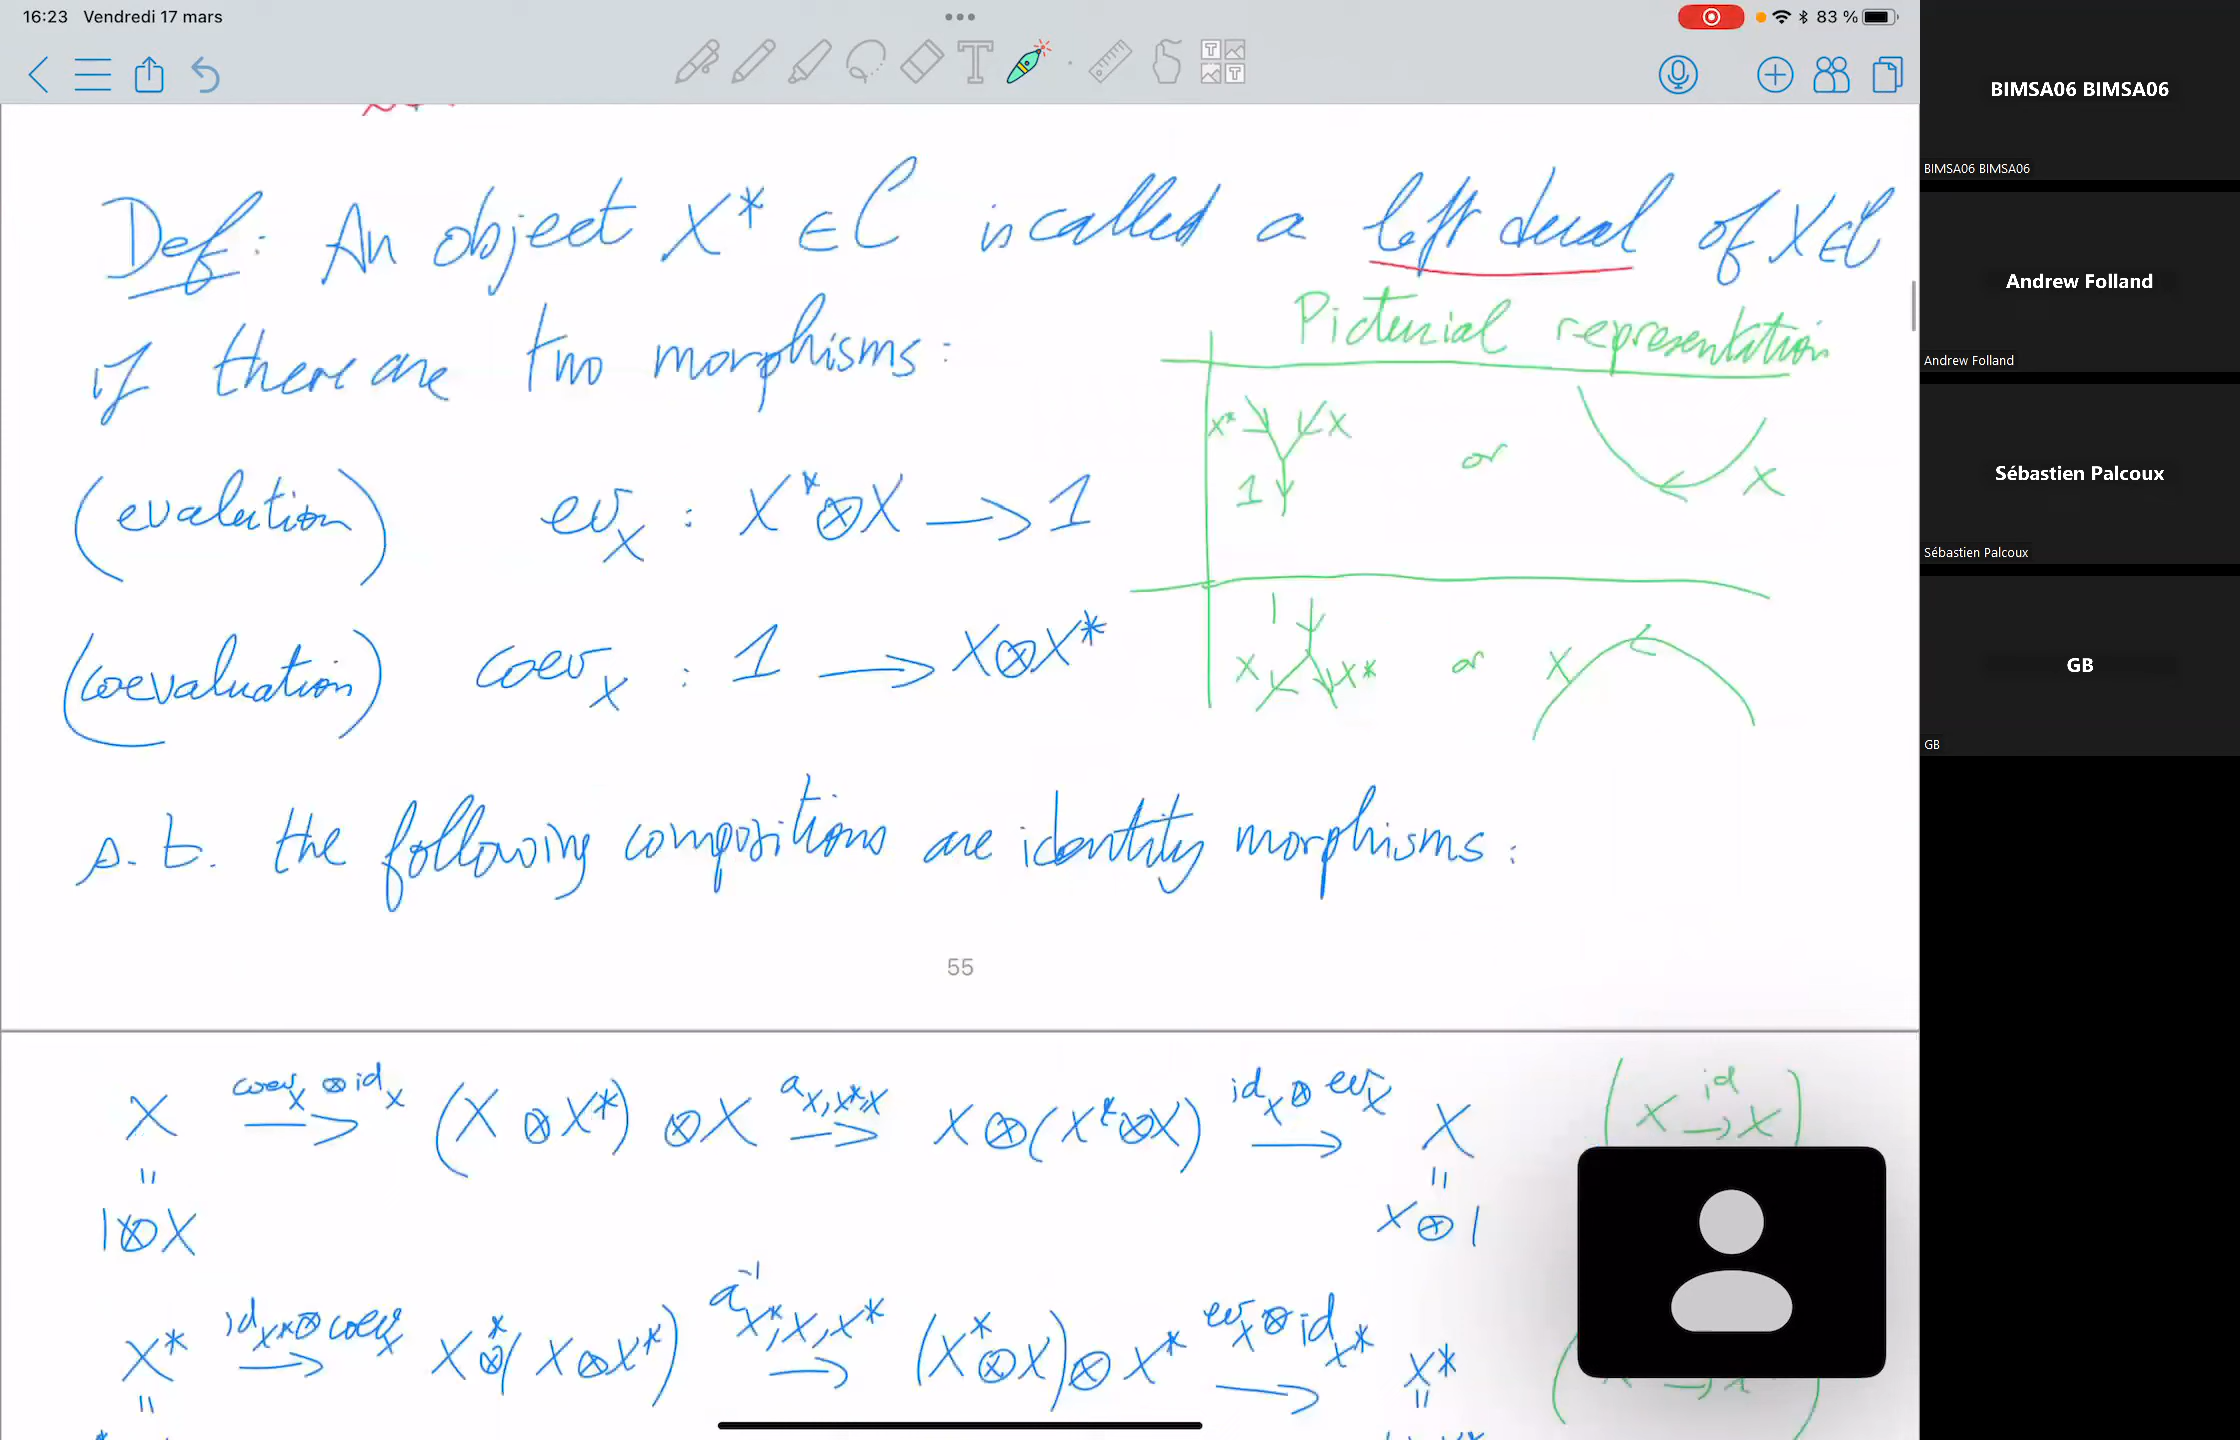 16:23 Vendredi 17 mars
83 %
BIMSA06 BIMSA06
BIMSA06 BIMSA06
Andrew Folland
Andrew Folland
Sébastien Palcoux
Sébastien Palcoux
GB
GB
Def: An object X* ∈ C is called a left dual of X ∈ C
if there are two morphisms:
Pictorial representation
(evaluation) ev_X : X* ⊗ X → 1
X* X
1
or
X
(coevaluation) coev_X : 1 → X ⊗ X*
1
X X*
or
X
s.t. the following compositions are identity morphisms:
55
X →^{coev_X ⊗ id_X} (X ⊗ X*) ⊗ X →^{a_{X,X*,X}} X ⊗ (X* ⊗ X) →^{id_X ⊗ ev_X} X
(X →^{id} X)
=
1 ⊗ X
=
X ⊗ 1
X* →^{id_{X*} ⊗ coev_X} X* ⊗ (X ⊗ X*) →^{a^{-1}_{X*,X,X*}} (X* ⊗ X) ⊗ X* →^{ev_X ⊗ id_{X*}} X*
=
=